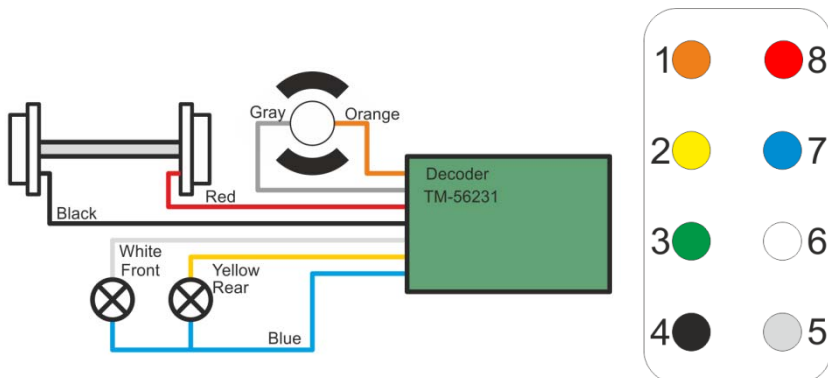 Gray
Orange
Decoder
TM-56231
Red
Black
White
Front
Yellow
Rear
Blue
1 8
2 7
3 6
4 5